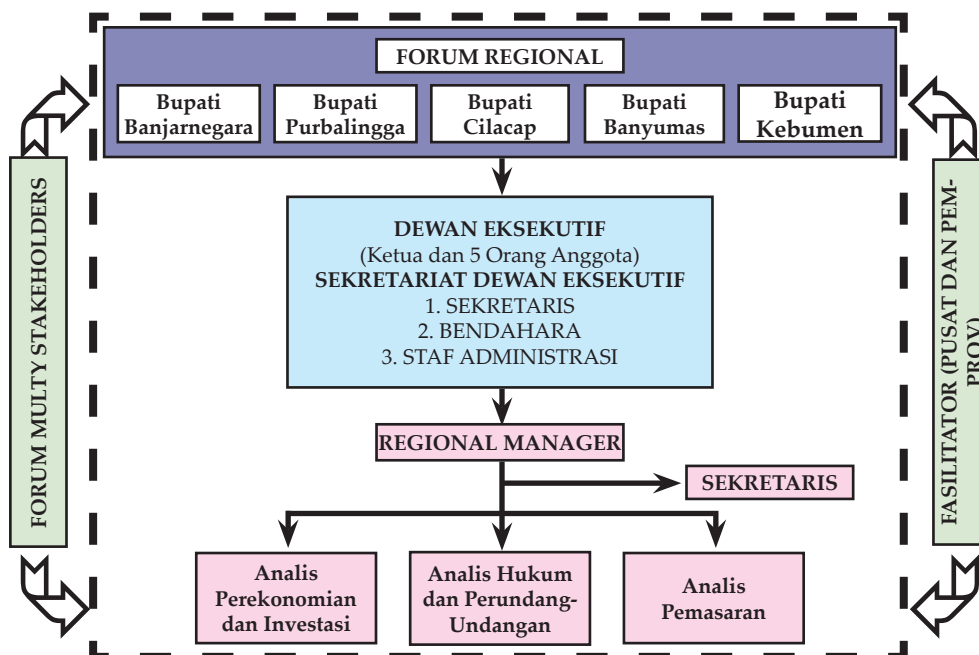 FORUM REGIONAL
Bupati
Banjarnegara
Bupati
Purbalingga
Bupati
Cilacap
Bupati
Banyumas
Bupati
Kebumen
FORUM MULTY STAKEHOLDERS
FASILITATOR (PUSAT DAN PEM-
PROV)
DEWAN EKSEKUTIF
(Ketua dan 5 Orang Anggota)
SEKRETARIAT DEWAN EKSEKUTIF
1. SEKRETARIS
2. BENDAHARA
3. STAF ADMINISTRASI
REGIONAL MANAGER
SEKRETARIS
Analis
Perekonomian
dan Investasi
Analis Hukum
dan Perundang-
Undangan
Analis
Pemasaran